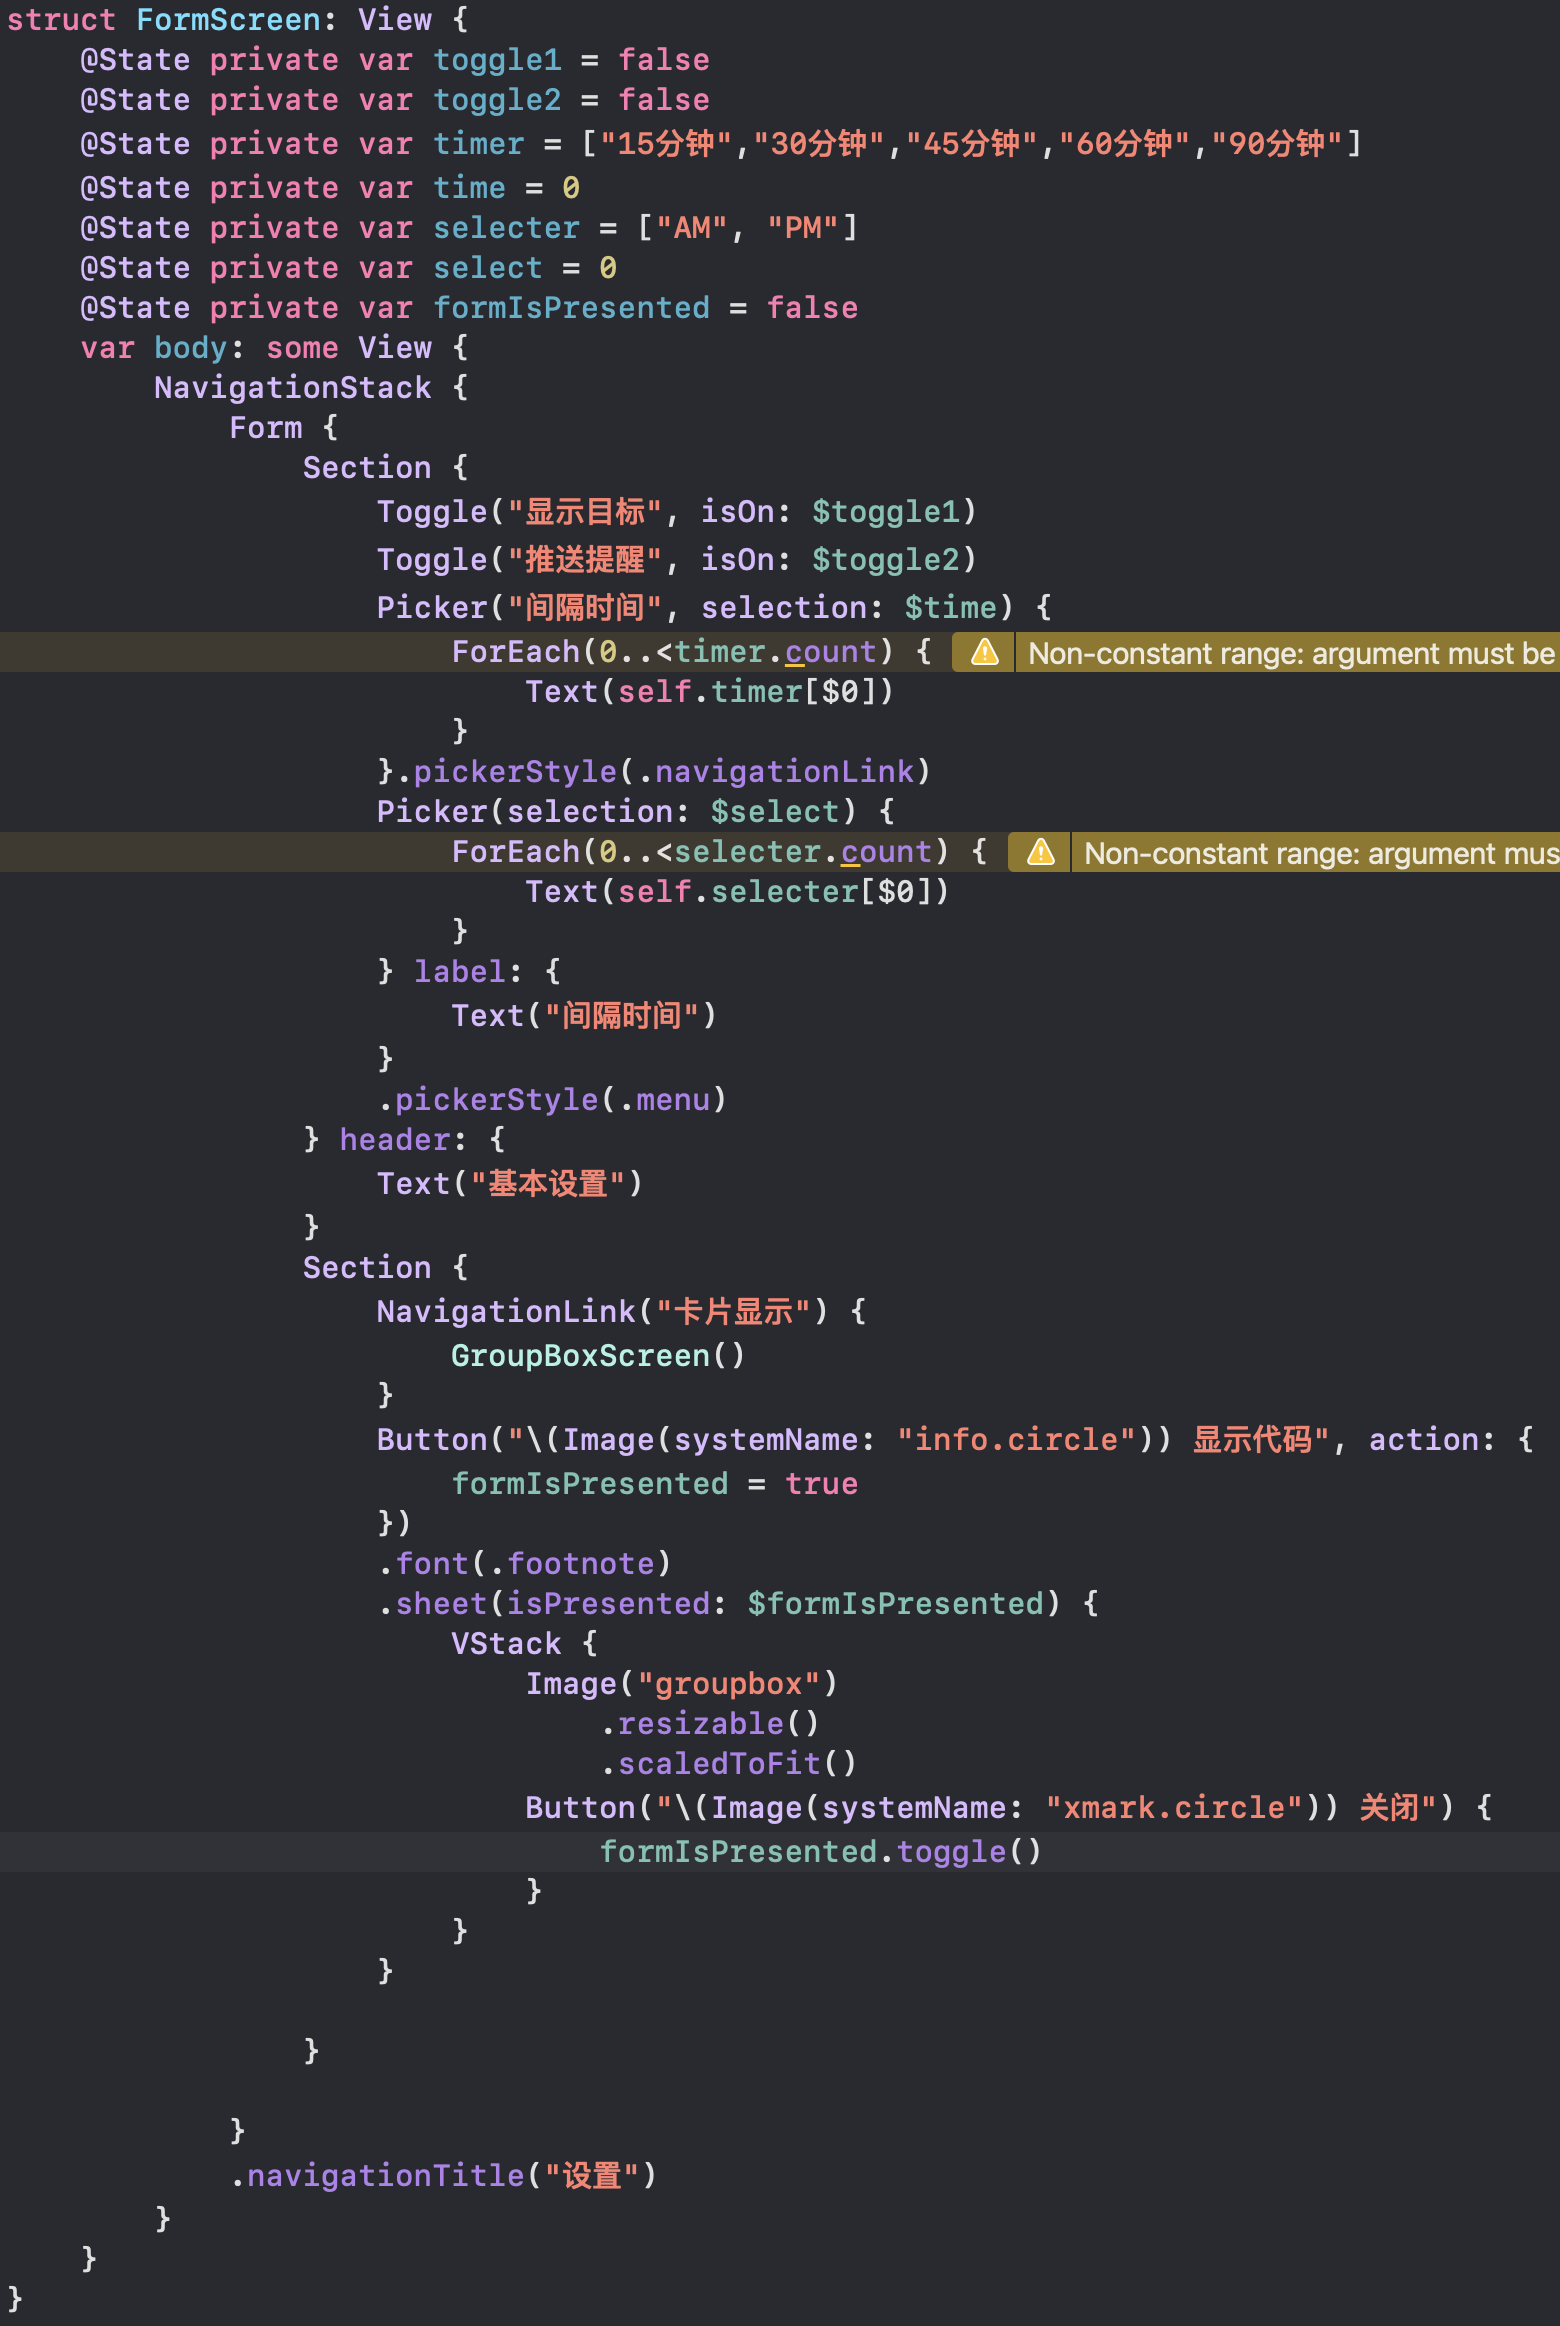 struct FormScreen: View {
    @State private var toggle1 = false
    @State private var toggle2 = false
    @State private var timer = ["15分钟","30分钟","45分钟","60分钟","90分钟"]
    @State private var time = 0
    @State private var selecter = ["AM", "PM"]
    @State private var select = 0
    @State private var formIsPresented = false
    var body: some View {
        NavigationStack {
            Form {
                Section {
                    Toggle("显示目标", isOn: $toggle1)
                    Toggle("推送提醒", isOn: $toggle2)
                    Picker("间隔时间", selection: $time) {
                        ForEach(0..<timer.count) { Non-constant range: argument must be
                            Text(self.timer[$0])
                        }
                    }.pickerStyle(.navigationLink)
                    Picker(selection: $select) {
                        ForEach(0..<selecter.count) { Non-constant range: argument mus
                            Text(self.selecter[$0])
                        }
                    } label: {
                        Text("间隔时间")
                    }
                    .pickerStyle(.menu)
                } header: {
                    Text("基本设置")
                }
                Section {
                    NavigationLink("卡片显示") {
                        GroupBoxScreen()
                    }
                    Button("\(Image(systemName: "info.circle")) 显示代码", action: {
                        formIsPresented = true
                    })
                    .font(.footnote)
                    .sheet(isPresented: $formIsPresented) {
                        VStack {
                            Image("groupbox")
                                .resizable()
                                .scaledToFit()
                            Button("\(Image(systemName: "xmark.circle")) 关闭") {
                                formIsPresented.toggle()
                            }
                        }
                    }
                }
            }
            .navigationTitle("设置")
        }
    }
}